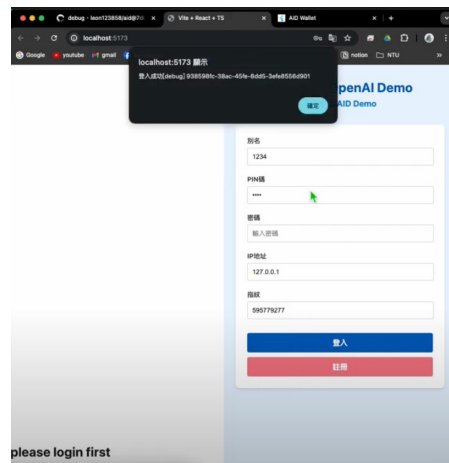 debug · leon123858/aid@7
Vite + React + TS
AID Wallet
localhost:5173
Google
youtube
gmail
notion
NTU
localhost:5173 顯示
登入成功[debug] 938598fc-38ac-45fe-8dd5-3efe8556d901
確定
penAI Demo
AID Demo
別名
1234
PIN碼
••••
密碼
輸入密碼
IP地址
127.0.0.1
指紋
595779277
登入
註冊
please login first